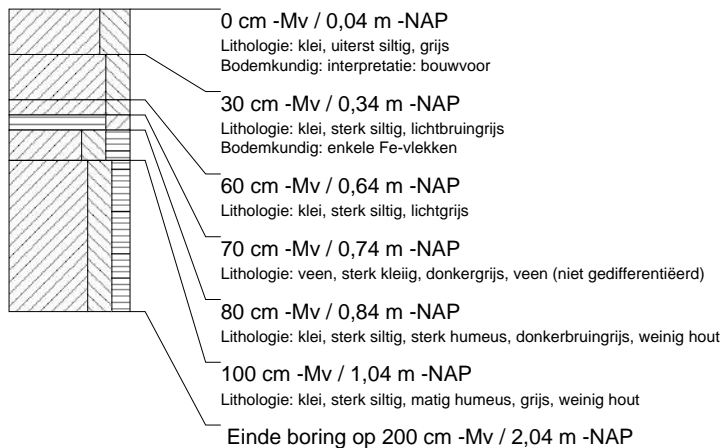 0 cm -Mv / 0,04 m -NAP
Lithologie: klei, uiterst siltig, grijs
Bodemkundig: interpretatie: bouwvoor
30 cm -Mv / 0,34 m -NAP
Lithologie: klei, sterk siltig, lichtbruingrijs
Bodemkundig: enkele Fe-vlekken
60 cm -Mv / 0,64 m -NAP
Lithologie: klei, sterk siltig, lichtgrijs
70 cm -Mv / 0,74 m -NAP
Lithologie: veen, sterk kleiig, donkergrijs, veen (niet gedifferentiëerd)
80 cm -Mv / 0,84 m -NAP
Lithologie: klei, sterk siltig, sterk humeus, donkerbruingrijs, weinig hout
100 cm -Mv / 1,04 m -NAP
Lithologie: klei, sterk siltig, matig humeus, grijs, weinig hout
Einde boring op 200 cm -Mv / 2,04 m -NAP